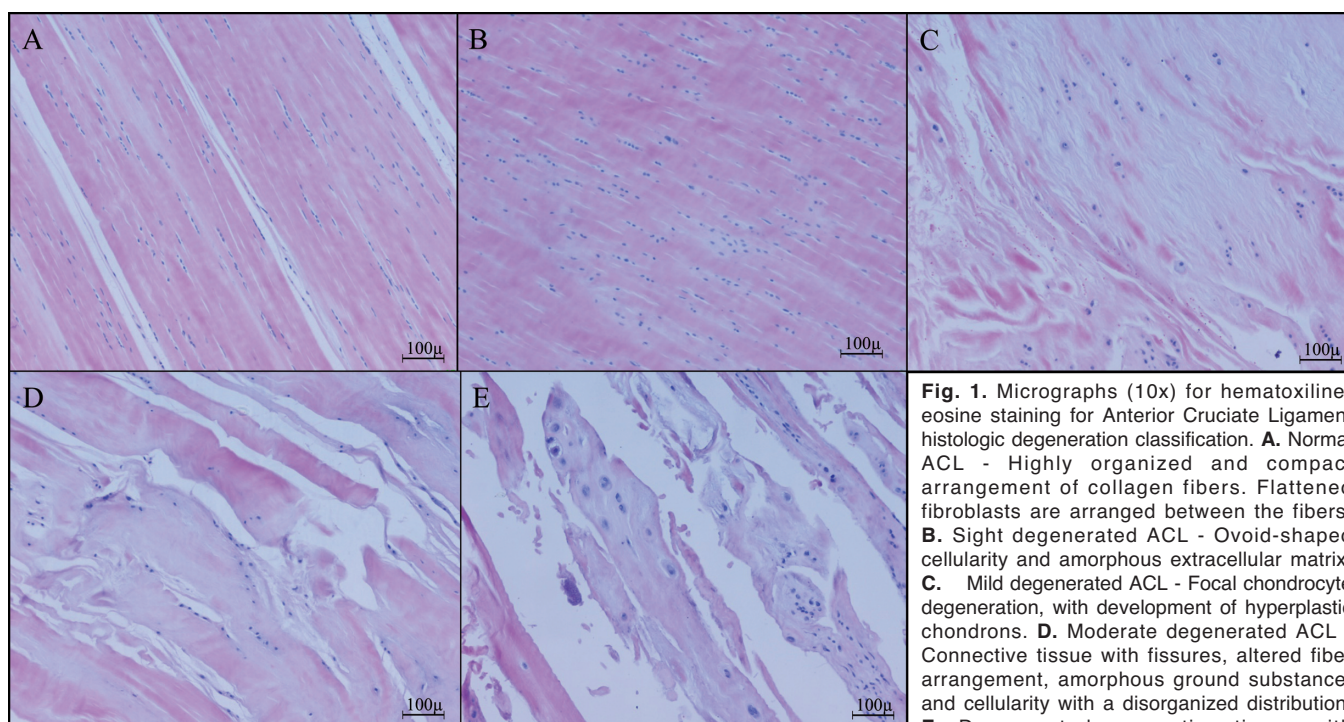 A
B
C
100µ
100µ
100µ
D
E
100µ
100µ
Fig. 1. Micrographs (10x) for hematoxiline
eosine staining for Anterior Cruciate Ligamen
histologic degeneration classification. A. Norma
ACL - Highly organized and compac
arrangement of collagen fibers. Flattened
fibroblasts are arranged between the fibers
B. Sight degenerated ACL - Ovoid-shaped
cellularity and amorphous extracellular matrix
C. Mild degenerated ACL - Focal chondrocyte
degeneration, with development of hyperplastic
chondrons. D. Moderate degenerated ACL
Connective tissue with fissures, altered fiber
arrangement, amorphous ground substance
and cellularity with a disorganized distribution